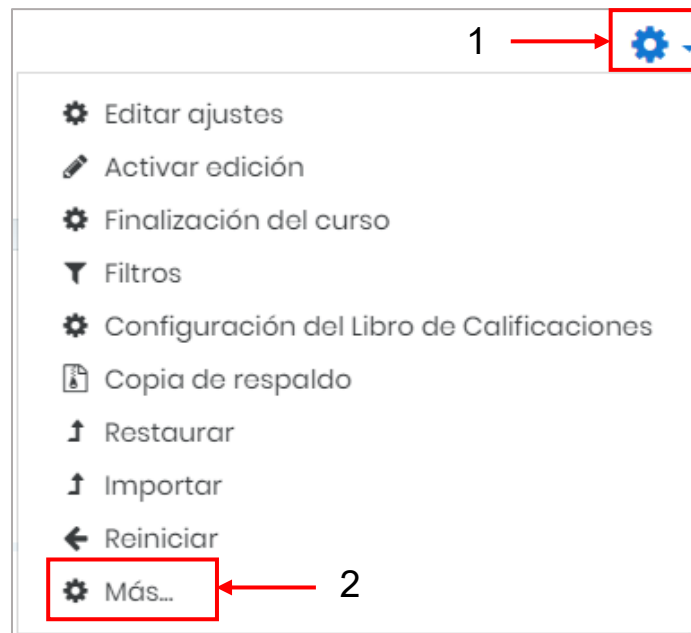 1
Editar ajustes
Activar edición
Finalización del curso
Filtros
Configuración del Libro de Calificaciones
Copia de respaldo
Restaurar
Importar
Reiniciar
Más... 2